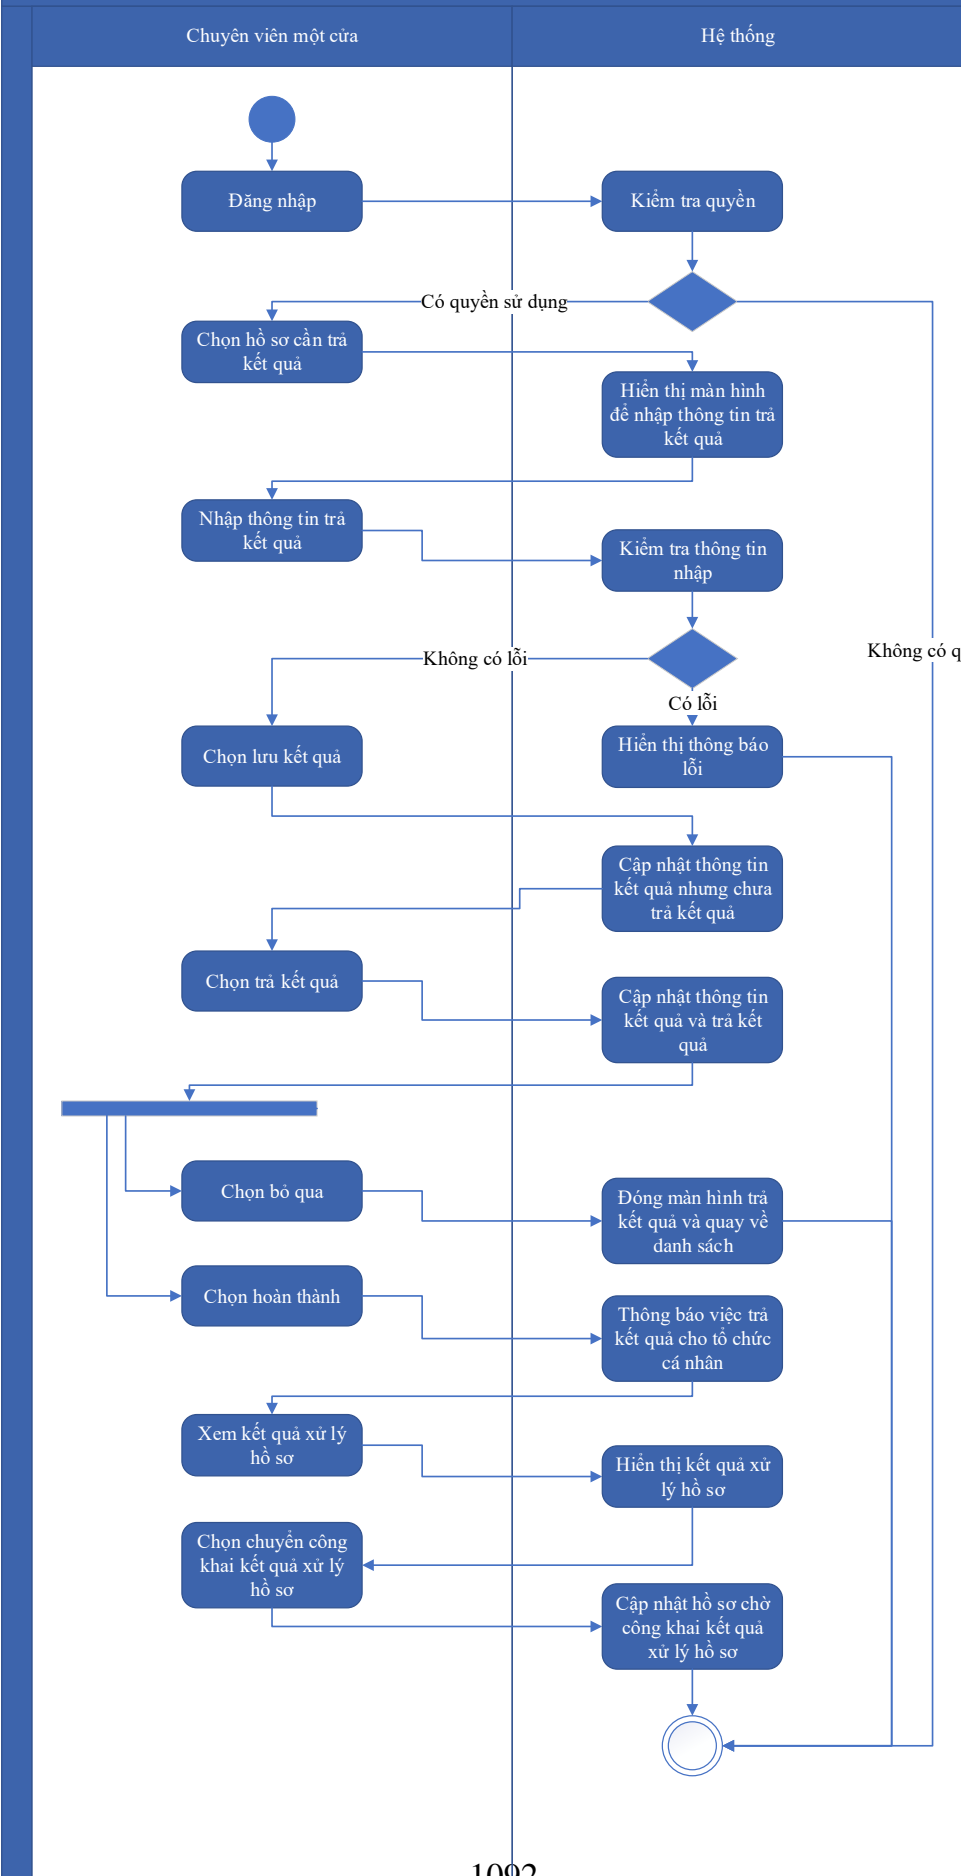 Chuyên viên một cửa
Hệ thống
Đăng nhập
Kiểm tra quyền
Có quyền sử dụng
Chọn hồ sơ cần trả
kết quả
Hiển thị màn hình
để nhập thông tin trả
kết quả
Nhập thông tin trả
kết quả
Kiểm tra thông tin
nhập
Không có q
Không có lỗi
Có lỗi
Chọn lưu kết quả
Hiển thị thông báo
lỗi
Cập nhật thông tin
kết quả nhưng chưa
trả kết quả
Chọn trả kết quả
Cập nhật thông tin
kết quả và trả kết
quả
Chọn bỏ qua
Đóng màn hình trả
kết quả và quay về
danh sách
Chọn hoàn thành
Thông báo việc trả
kết quả cho tổ chức
cá nhân
Xem kết quả xử lý
hồ sơ
Hiển thị kết quả xử
lý hồ sơ
Chọn chuyển công
khai kết quả xử lý
hồ sơ
Cập nhật hồ sơ chờ
công khai kết quả
xử lý hồ sơ
1092